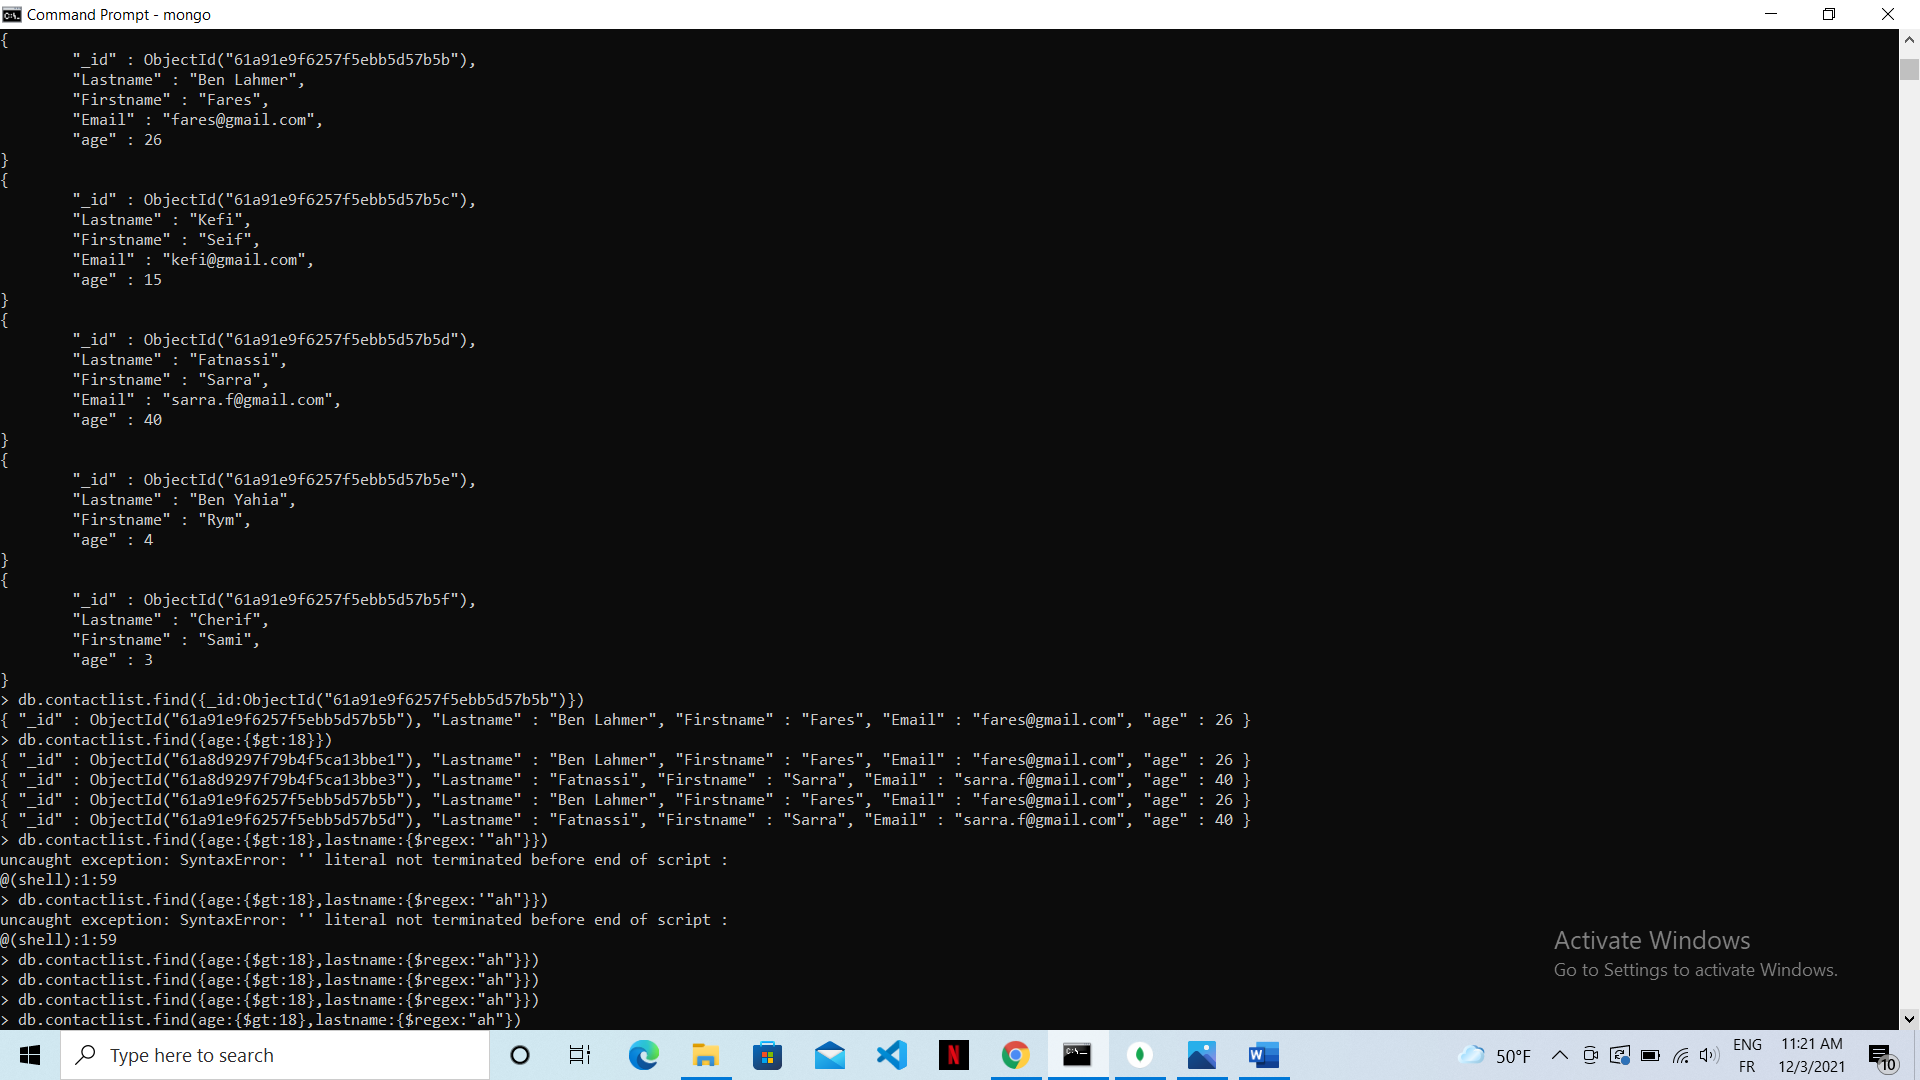 Command Prompt - mongo
{
"_id" : ObjectId("61a91e9f6257f5ebb5d57b5b"),
"Lastname" : "Ben Lahmer",
"Firstname" : "Fares",
"Email" : "fares@gmail.com",
"age" : 26
}
{
"_id" : ObjectId("61a91e9f6257f5ebb5d57b5c"),
"Lastname" : "Kefi",
"Firstname" : "Seif",
"Email" : "kefi@gmail.com",
"age" : 15
}
{
"_id" : ObjectId("61a91e9f6257f5ebb5d57b5d"),
"Lastname" : "Fatnassi",
"Firstname" : "Sarra",
"Email" : "sarra.f@gmail.com",
"age" : 40
}
{
"_id" : ObjectId("61a91e9f6257f5ebb5d57b5e"),
"Lastname" : "Ben Yahia",
"Firstname" : "Rym",
"age" : 4
}
{
"_id" : ObjectId("61a91e9f6257f5ebb5d57b5f"),
"Lastname" : "Cherif",
"Firstname" : "Sami",
"age" : 3
}
> db.contactlist.find({_id:ObjectId("61a91e9f6257f5ebb5d57b5b")})
{ "_id" : ObjectId("61a91e9f6257f5ebb5d57b5b"), "Lastname" : "Ben Lahmer", "Firstname" : "Fares", "Email" : "fares@gmail.com", "age" : 26 }
> db.contactlist.find({age:{$gt:18}})
{ "_id" : ObjectId("61a8d9297f79b4f5ca13bbe1"), "Lastname" : "Ben Lahmer", "Firstname" : "Fares", "Email" : "fares@gmail.com", "age" : 26 }
{ "_id" : ObjectId("61a8d9297f79b4f5ca13bbe3"), "Lastname" : "Fatnassi", "Firstname" : "Sarra", "Email" : "sarra.f@gmail.com", "age" : 40 }
{ "_id" : ObjectId("61a91e9f6257f5ebb5d57b5b"), "Lastname" : "Ben Lahmer", "Firstname" : "Fares", "Email" : "fares@gmail.com", "age" : 26 }
{ "_id" : ObjectId("61a91e9f6257f5ebb5d57b5d"), "Lastname" : "Fatnassi", "Firstname" : "Sarra", "Email" : "sarra.f@gmail.com", "age" : 40 }
> db.contactlist.find({age:{$gt:18},lastname:{$regex:'"ah"}})
uncaught exception: SyntaxError: '' literal not terminated before end of script :
@(shell):1:59
> db.contactlist.find({age:{$gt:18},lastname:{$regex:'"ah"}})
uncaught exception: SyntaxError: '' literal not terminated before end of script :
@(shell):1:59
> db.contactlist.find({age:{$gt:18},lastname:{$regex:"ah"}})
> db.contactlist.find({age:{$gt:18},lastname:{$regex:"ah"}})
> db.contactlist.find({age:{$gt:18},lastname:{$regex:"ah"}})
> db.contactlist.find(age:{$gt:18},lastname:{$regex:"ah"})
Activate Windows
Go to Settings to activate Windows.
Type here to search
50°F
ENG
FR
11:21 AM
12/3/2021
10